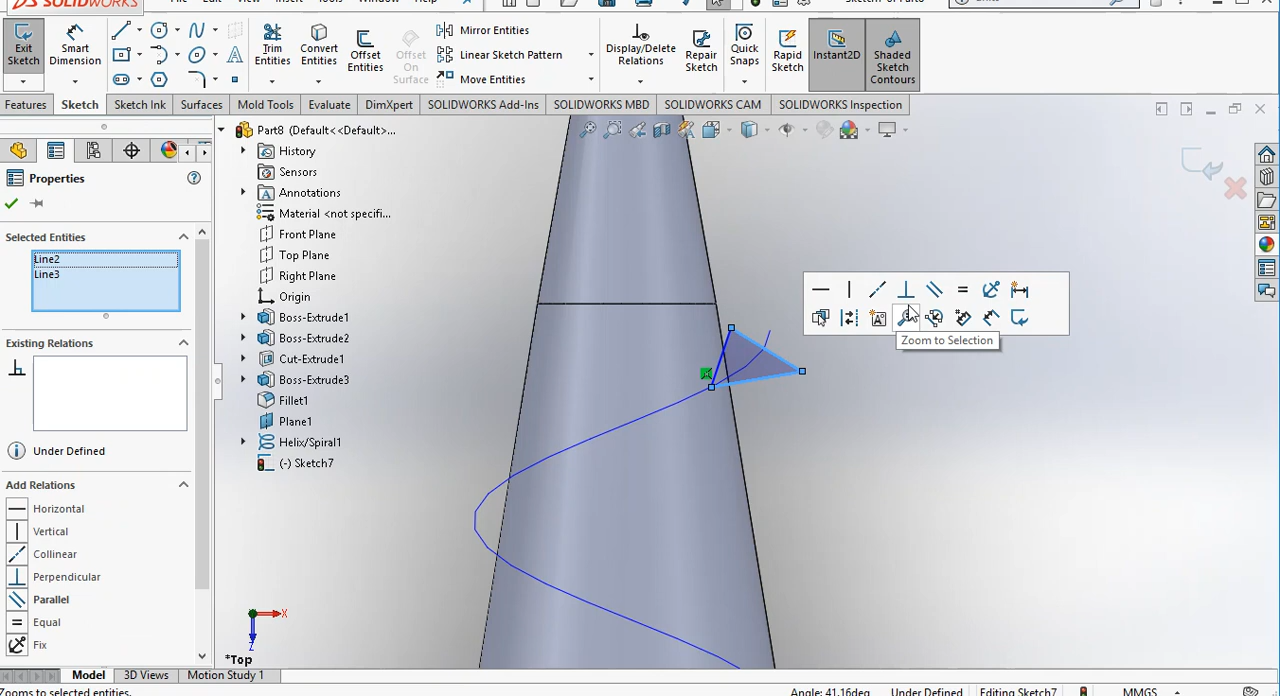 SOLIDWORKS
Exit Sketch
Smart Dimension
Trim Entities
Convert Entities
Offset Entities
Offset On Surface
Mirror Entities
Linear Sketch Pattern
Move Entities
Display/Delete Relations
Repair Sketch
Quick Snaps
Rapid Sketch
Instant2D
Shaded Sketch Contours
Features Sketch Sketch Ink Surfaces Mold Tools Evaluate DimXpert SOLIDWORKS Add-Ins SOLIDWORKS MBD SOLIDWORKS CAM SOLIDWORKS Inspection
Properties
Selected Entities
Line2
Line3
Existing Relations
Under Defined
Add Relations
Horizontal
Vertical
Collinear
Perpendicular
Parallel
Equal
Fix
Part8 (Default<<Default>...
History
Sensors
Annotations
Material <not specifi...
Front Plane
Top Plane
Right Plane
Origin
Boss-Extrude1
Boss-Extrude2
Cut-Extrude1
Boss-Extrude3
Fillet1
Plane1
Helix/Spiral1
(-) Sketch7
Zoom to Selection
X
Z
*Top
Model 3D Views Motion Study 1
Zooms to selected entities.
Angle: 41.16deg Under Defined Editing Sketch7 MMGS